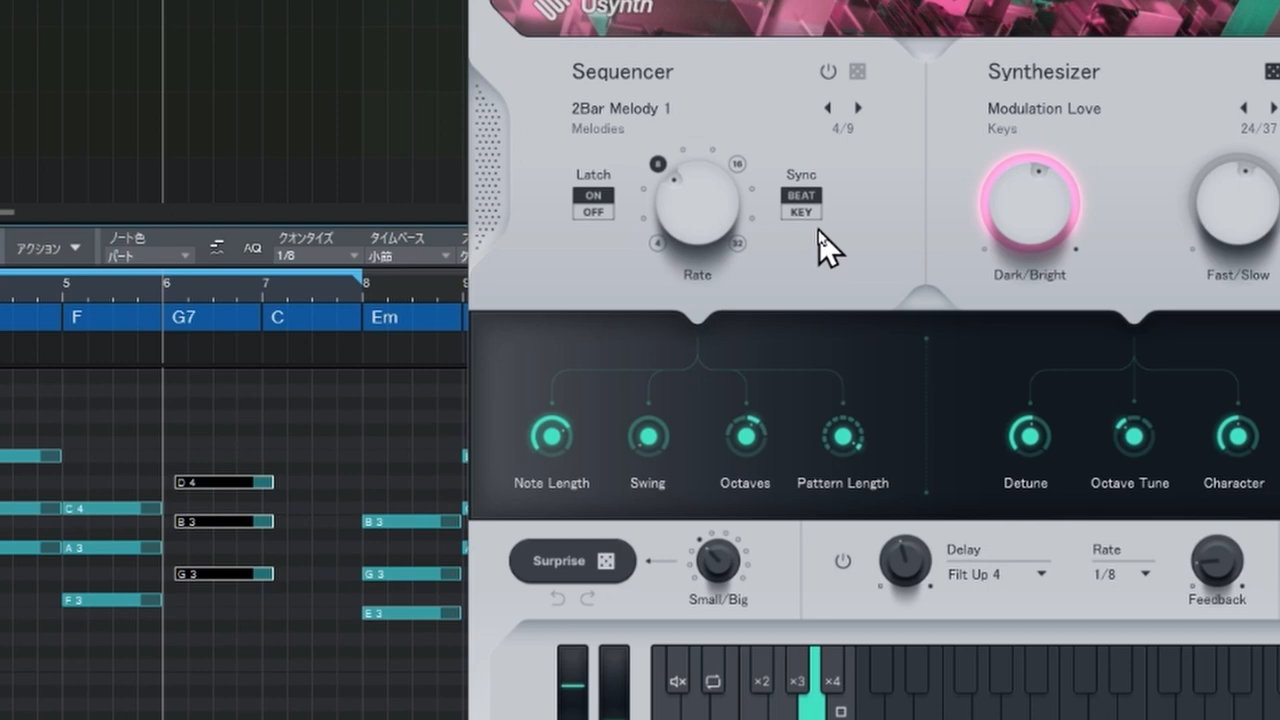 Usynth
Sequencer
Synthesizer
2Bar Melody 1
Melodies
4/9
Modulation Love
Keys
24/37
Latch
ON
OFF
8
16
4
32
Rate
Sync
BEAT
KEY
Dark/Bright
Fast/Slow
アクション
ノート色
パート
AQ
クオンタイズ
1/8
タイムベース
小節
5
6
7
8
9
F
G7
C
Em
D 4
C 4
B 3
B 3
A 3
G 3
G 3
F 3
E 3
Note Length
Swing
Octaves
Pattern Length
Detune
Octave Tune
Character
Surprise
Small/Big
Delay
Filt Up 4
Rate
1/8
Feedback
×2
×3
×4